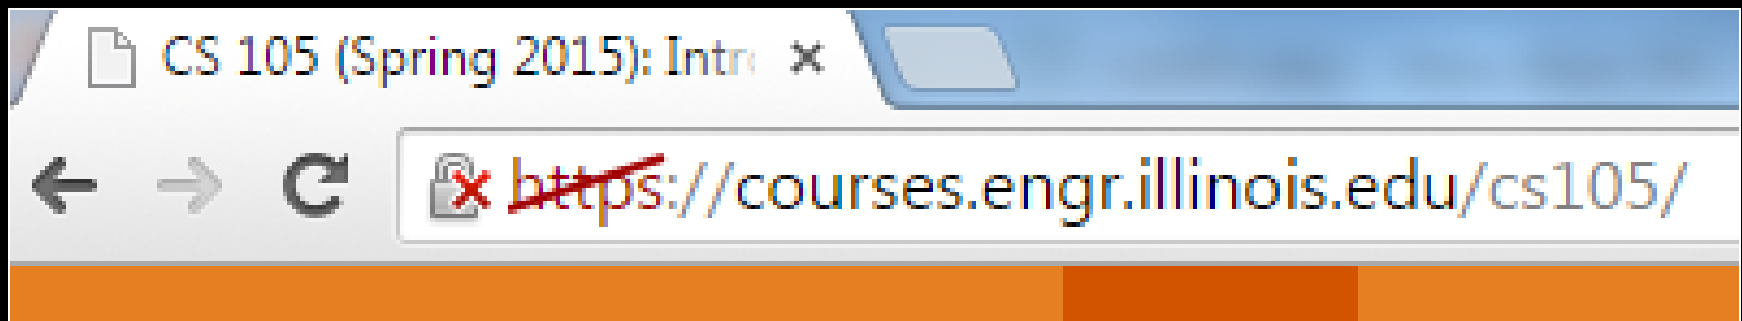 CS 105 (Spring 2015): Intr
https://courses.engr.illinois.edu/cs105/